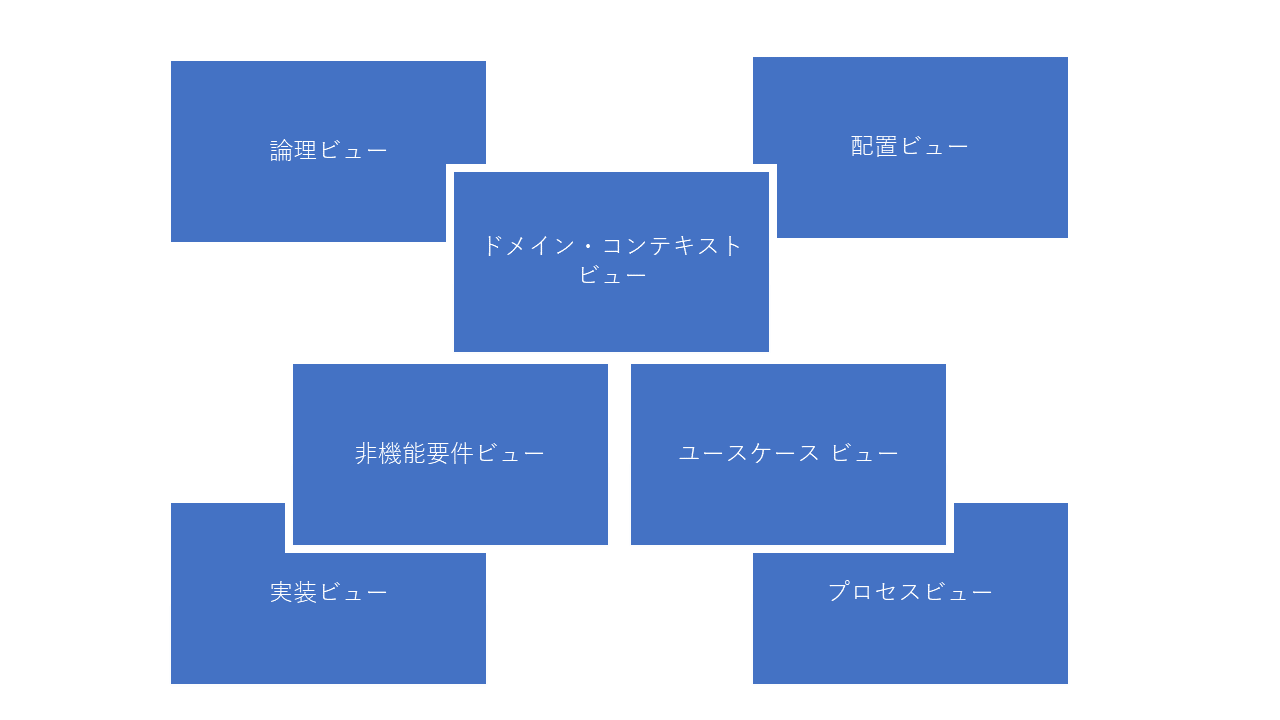 論理ビュー
配置ビュー
ドメイン・コンテキスト
ビュー
非機能要件ビュー
ユースケース ビュー
実装ビュー
プロセスビュー